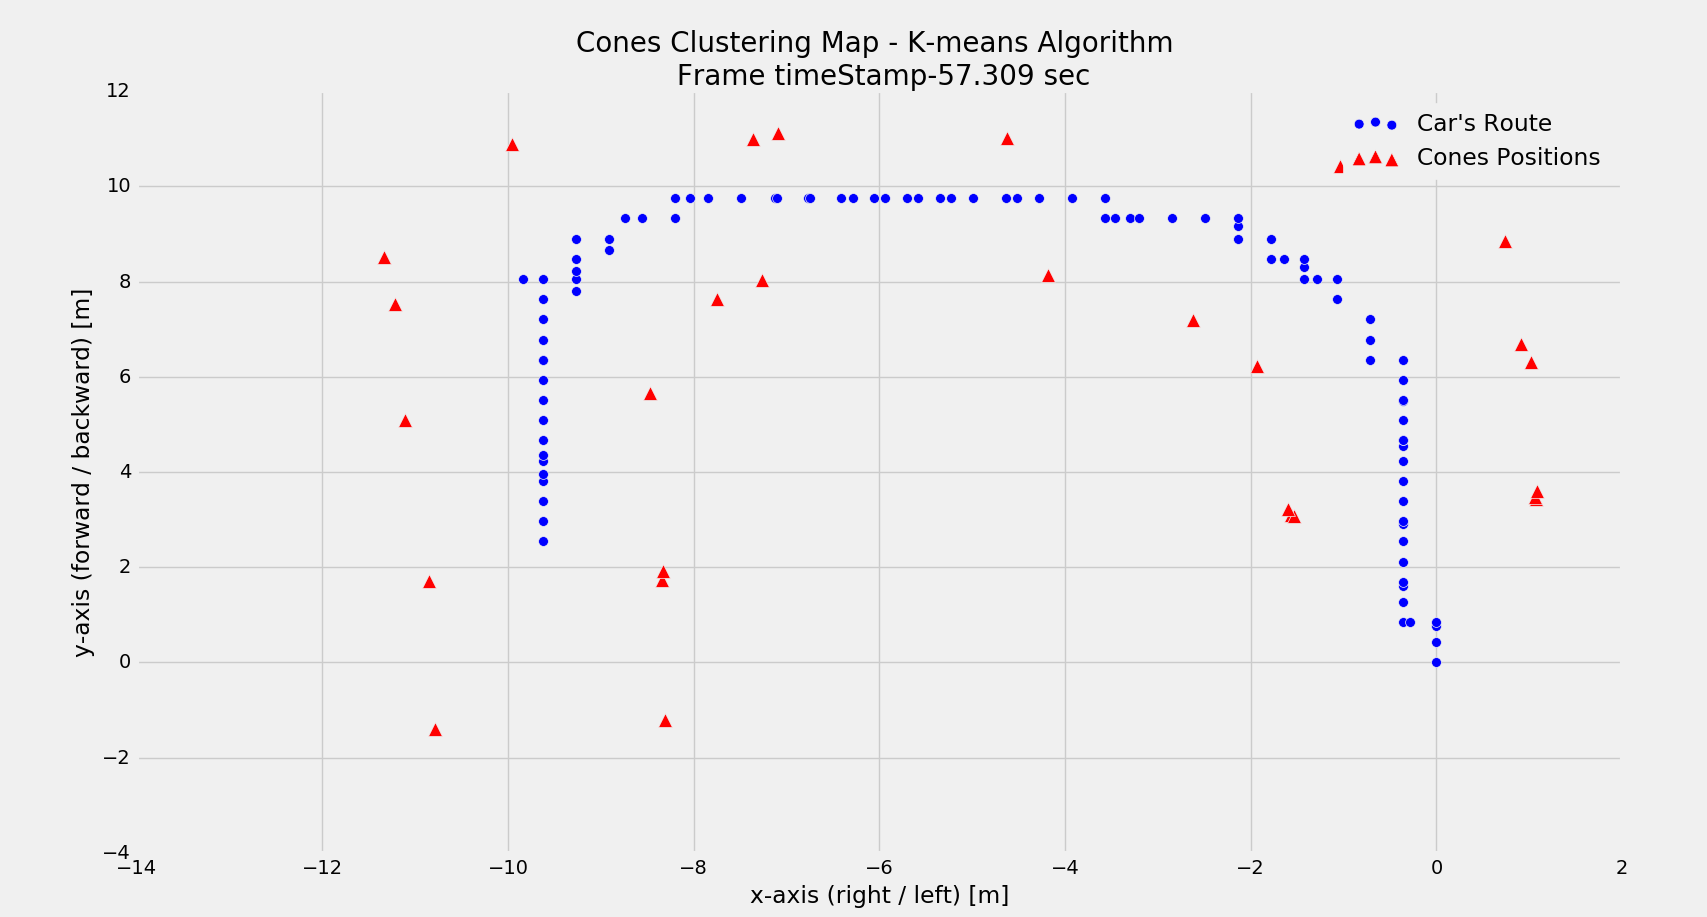 Cones Clustering Map - K-means Algorithm
Frame timeStamp-57.309 sec
Car's Route
Cones Positions
12
10
8
6
4
2
0
−2
−4
y-axis (forward / backward) [m]
−14 −12 −10 −8 −6 −4 −2 0 2
x-axis (right / left) [m]